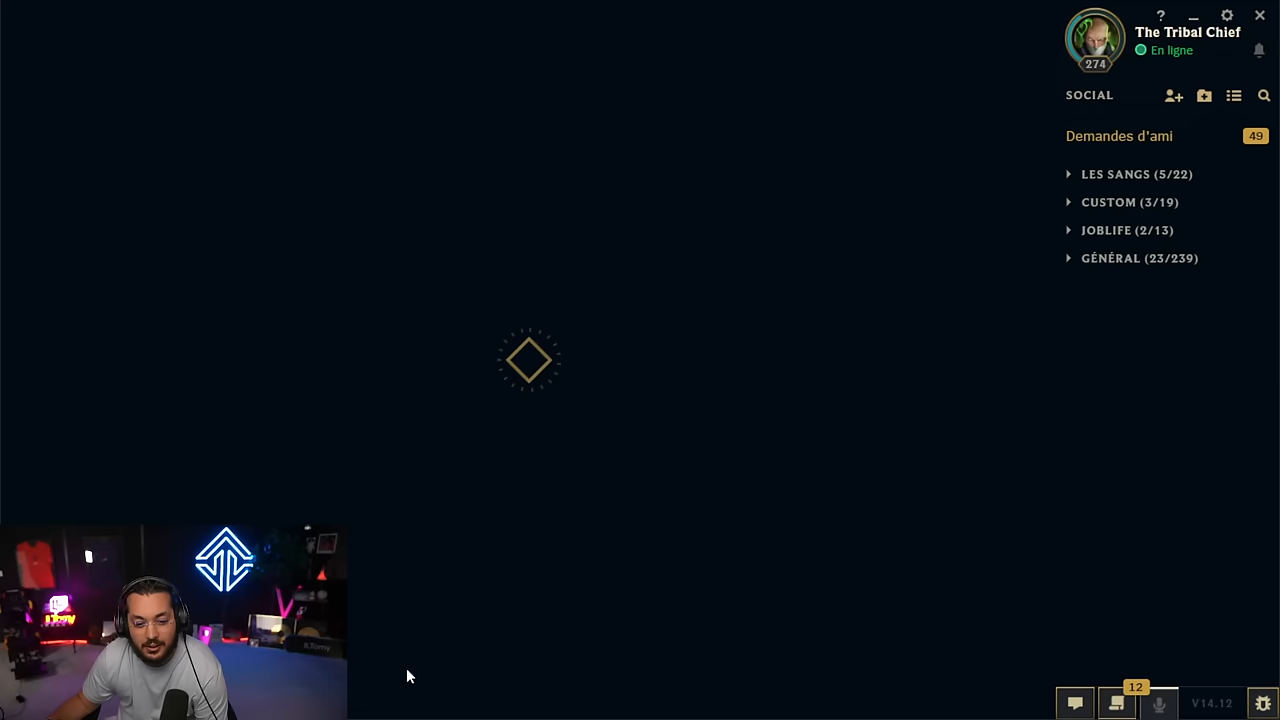 The Tribal Chief
En ligne
274
SOCIAL
Demandes d'ami
49
LES SANGS (5/22)
CUSTOM (3/19)
JOBLIFE (2/13)
GÉNÉRAL (23/239)
12
V14.12